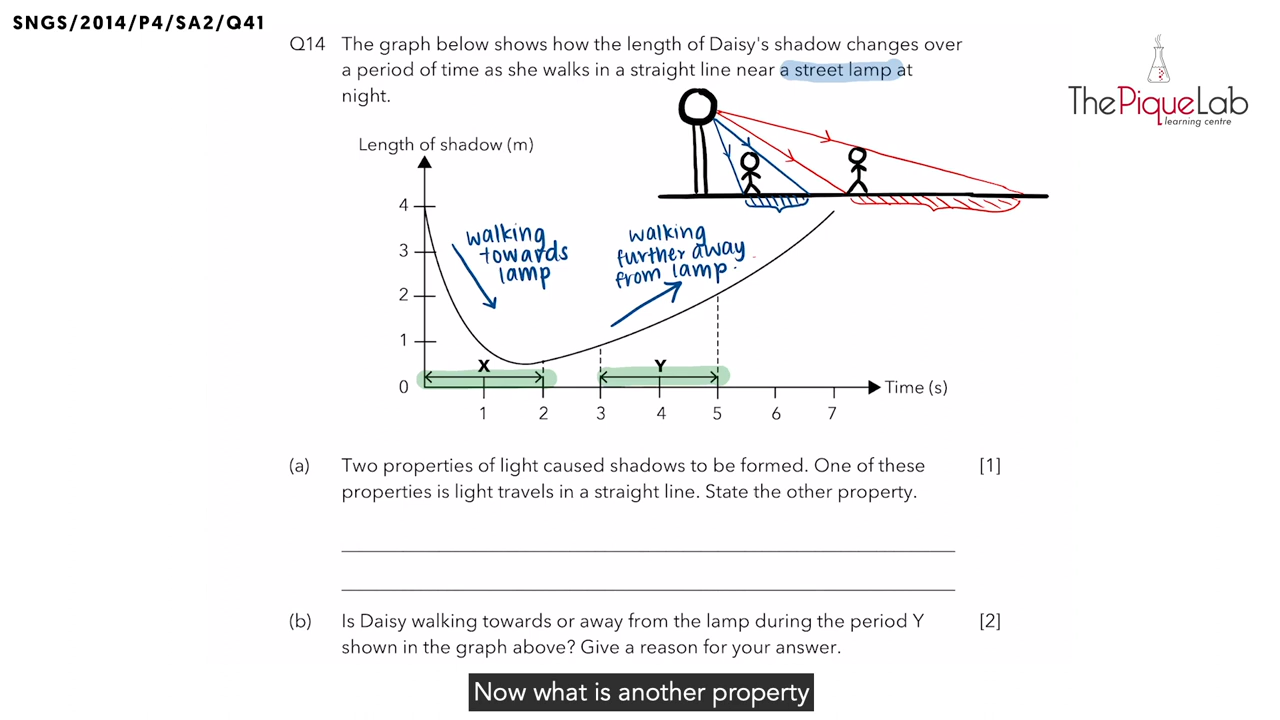 SNGS/2014/P4/SA2/Q41
Q14 The graph below shows how the length of Daisy's shadow changes over
a period of time as she walks in a straight line near a street lamp at
night.
ThePiqueLab
learning centre
Length of shadow (m)
4
3
2
1
0
walking
towards
lamp
walking
further away
from lamp.
X
Y
Time (s)
1 2 3 4 5 6 7
(a) Two properties of light caused shadows to be formed. One of these [1]
properties is light travels in a straight line. State the other property.
(b) Is Daisy walking towards or away from the lamp during the period Y [2]
shown in the graph above? Give a reason for your answer.
Now what is another property